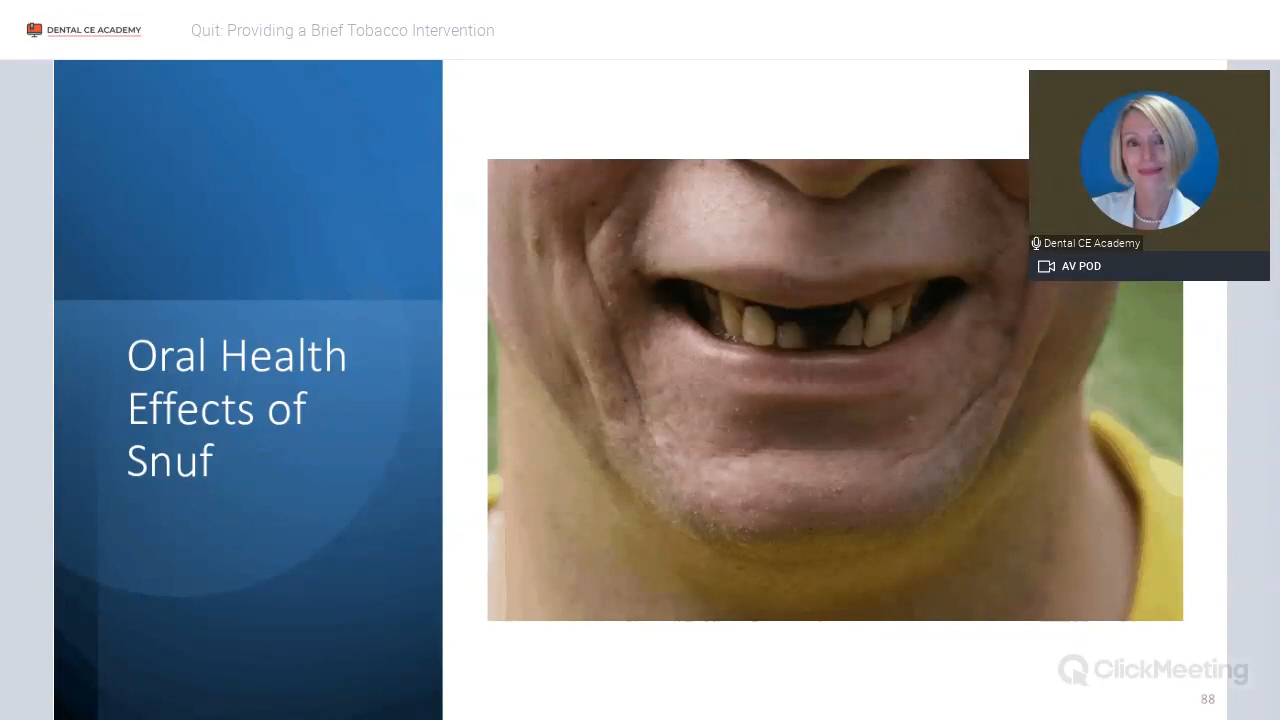 DENTAL CE ACADEMY
Quit: Providing a Brief Tobacco Intervention
Dental CE Academy
AV POD
Oral Health
Effects of
Snuf
ClickMeeting
88